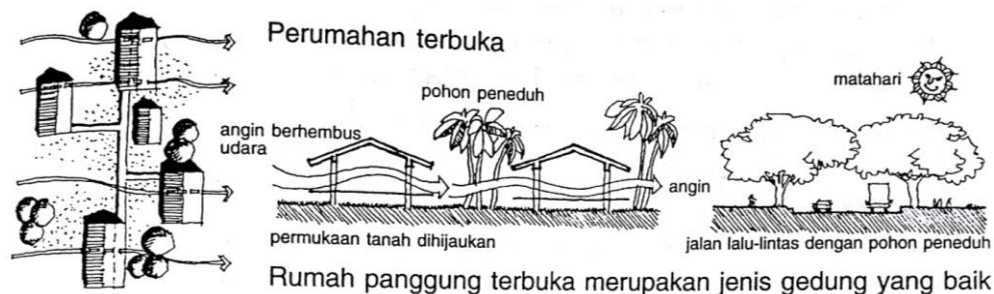 Perumahan terbuka
matahari
pohon peneduh
angin berhembus
udara
angin
permukaan tanah dihijaukan
jalan lalu-lintas dengan pohon peneduh
Rumah panggung terbuka merupakan jenis gedung yang baik